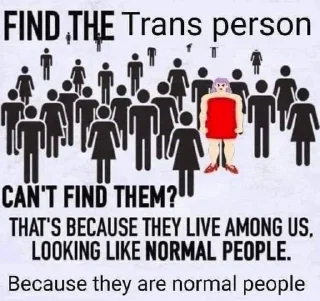 FIND THE Trans person
CAN'T FIND THEM?
THAT'S BECAUSE THEY LIVE AMONG US,
LOOKING LIKE NORMAL PEOPLE.
Because they are normal people